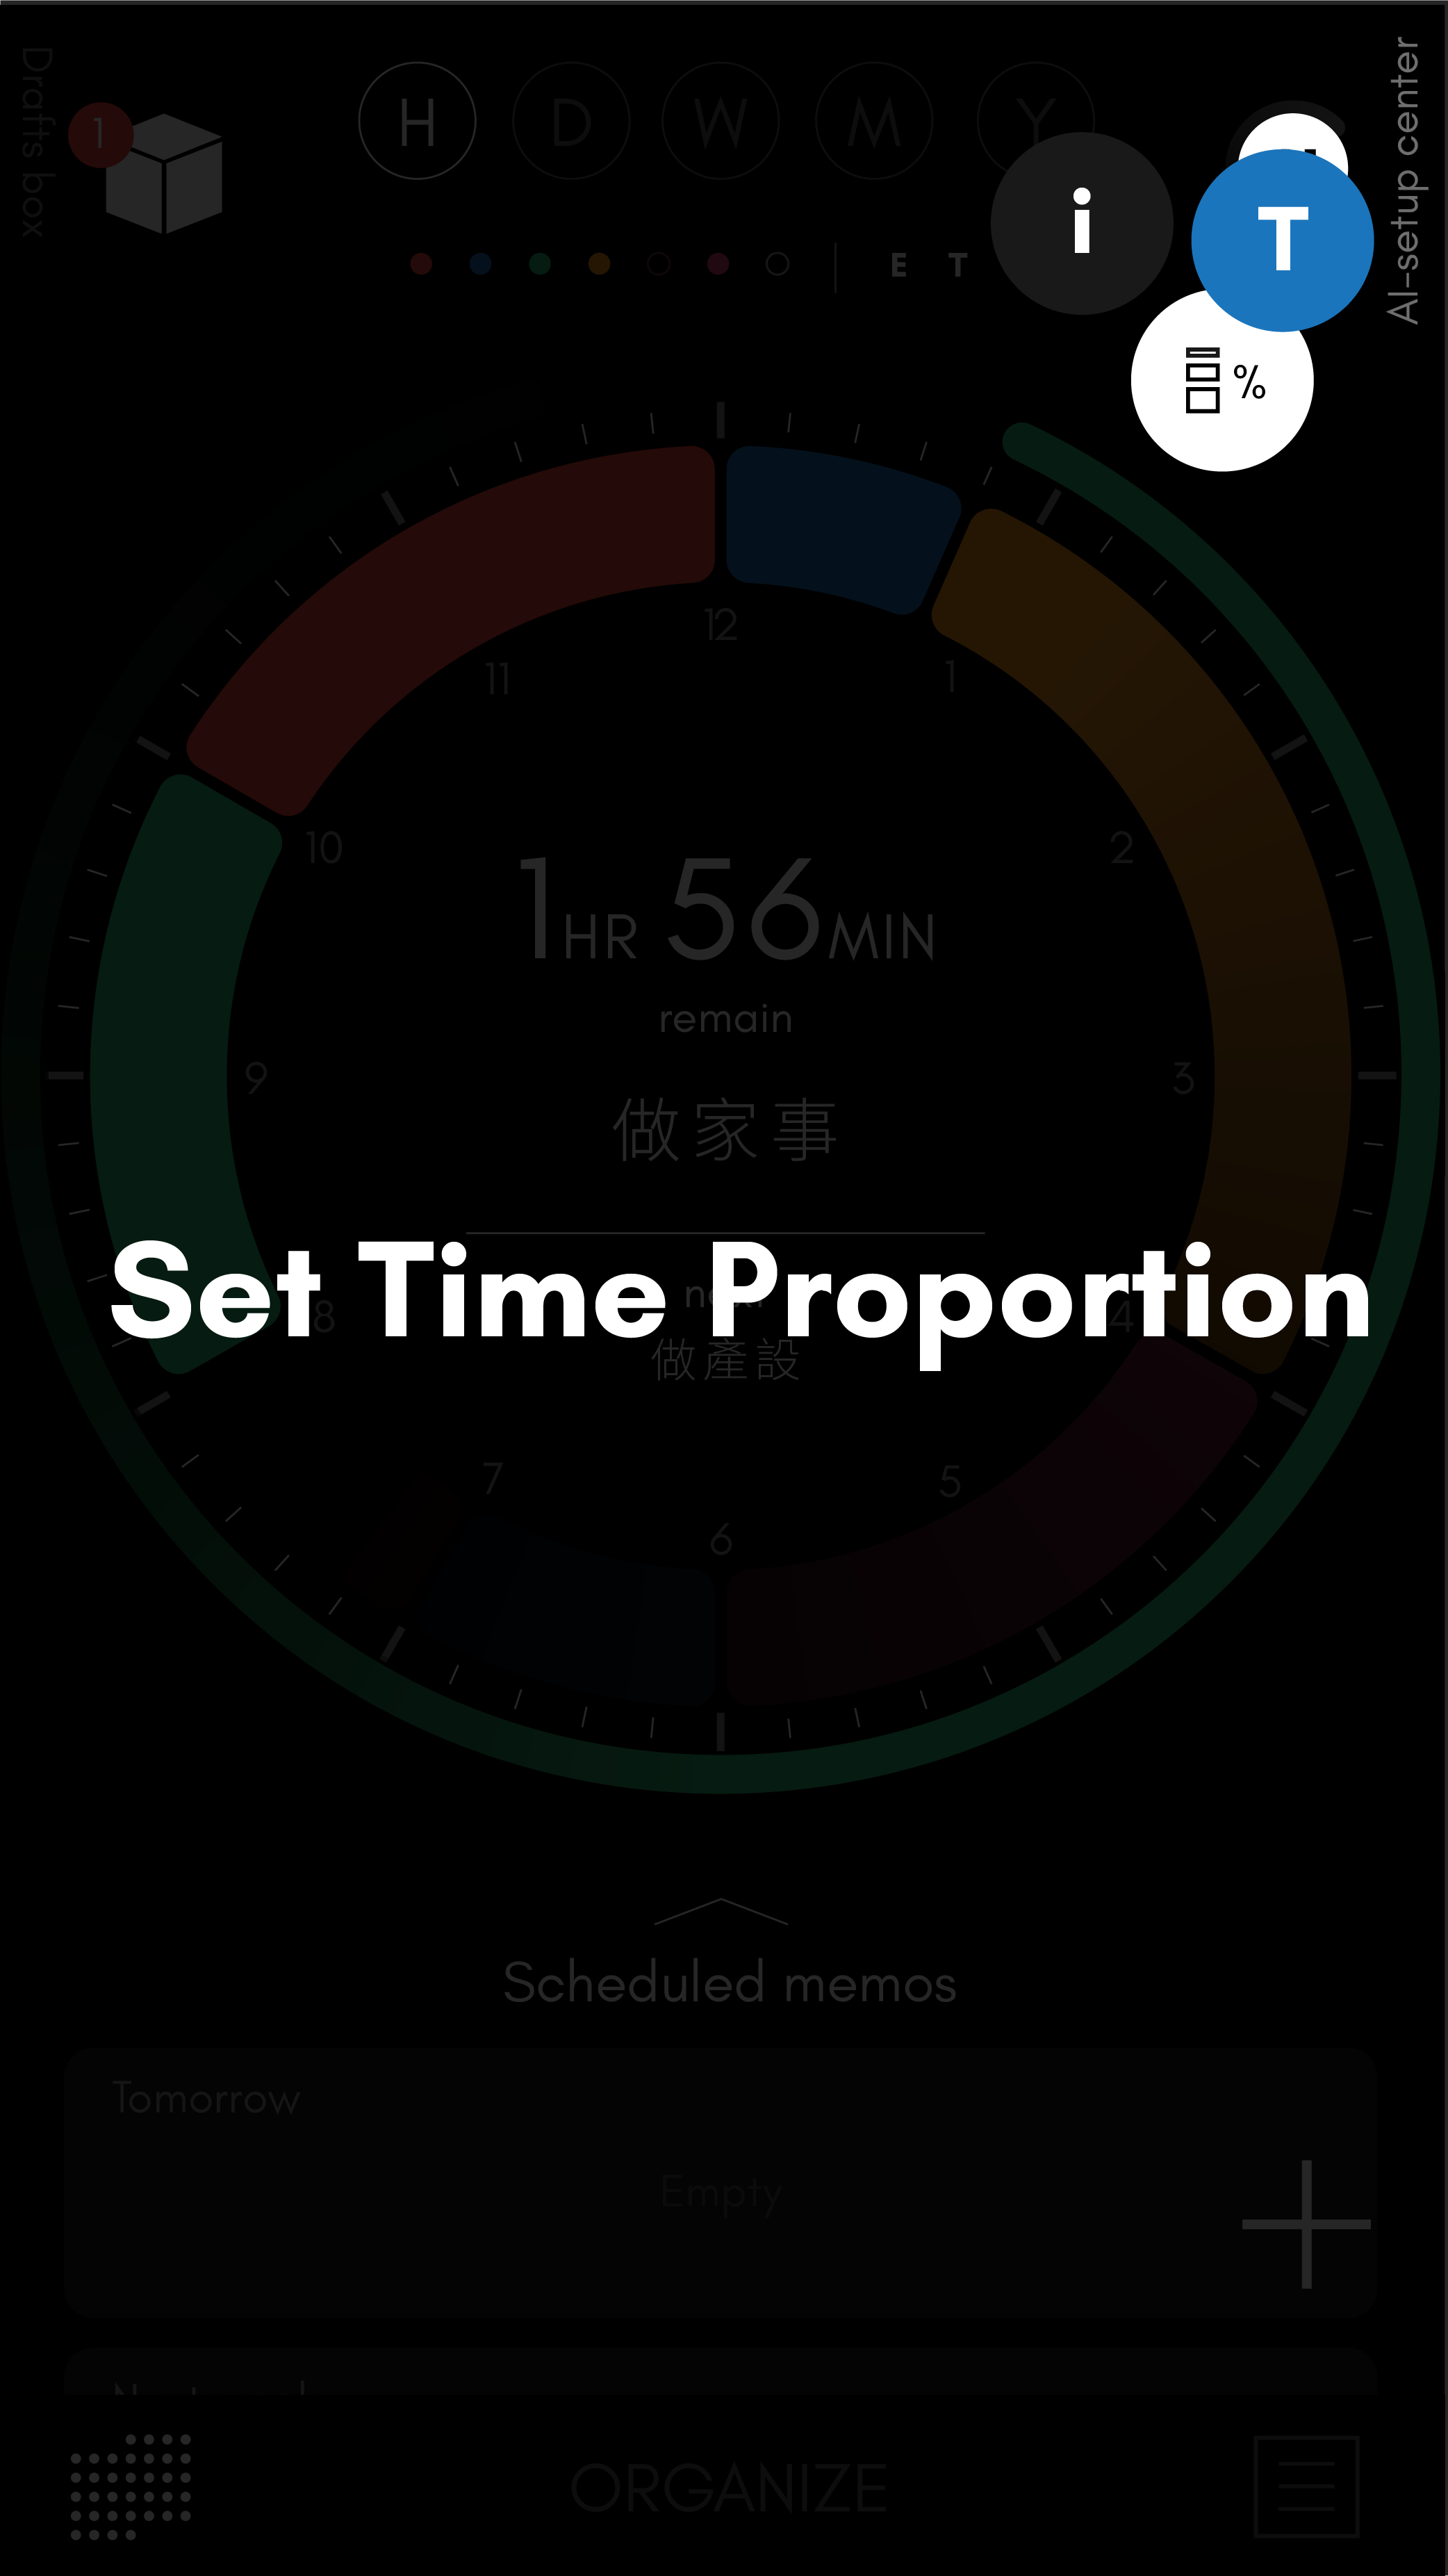 Drafts box
1
H D W M Y
AI-setup center
i
T
E T
%
12
11
1
10
2
1HR 56MIN
remain
9
3
做家事
Set Time Proportion
8
4
做產設
7
5
6
Scheduled memos
Tomorrow
Empty
ORGANIZE